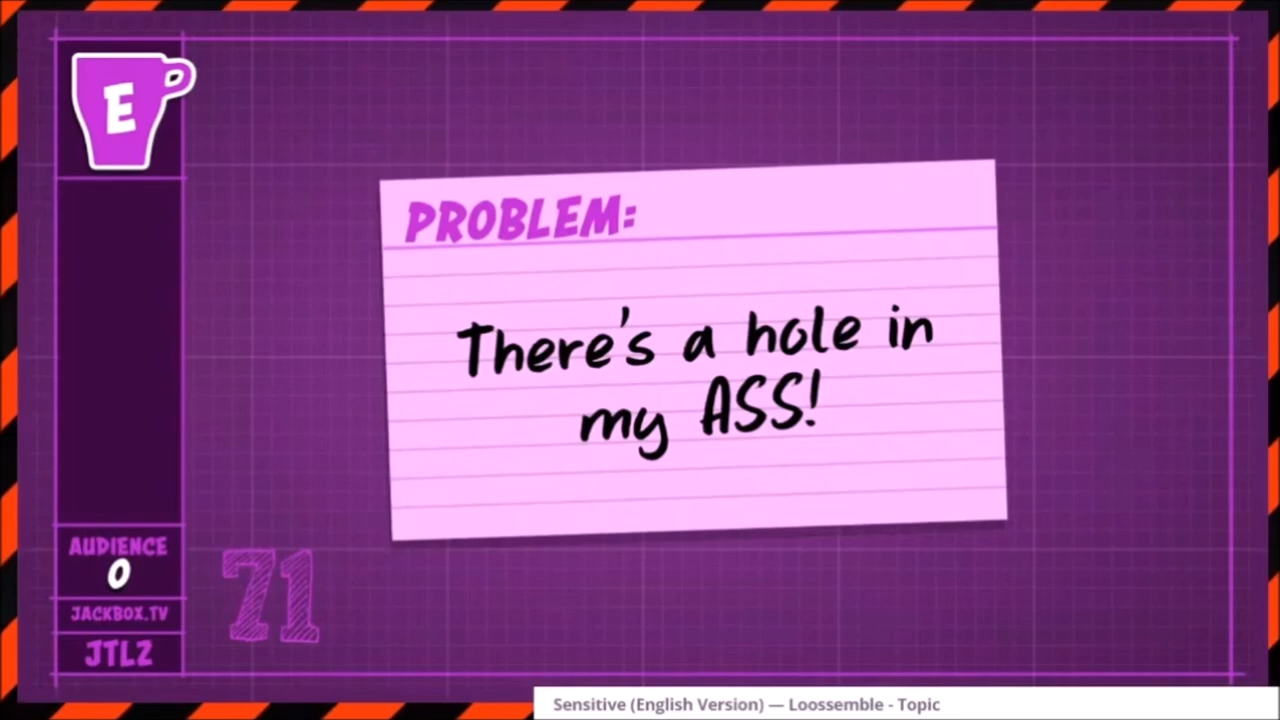 E
PROBLEM:
There's a hole in
my ASS!
AUDIENCE
0
JACKBOX.TV
JTLZ
71
Sensitive (English Version) — Loossemble - Topic